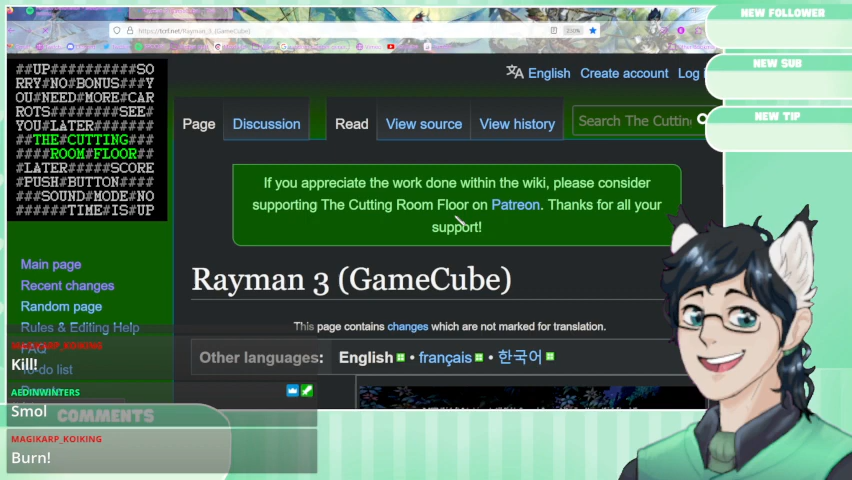 NEW FOLLOWER
NEW SUB
NEW TIP
https://tcrf.net/Rayman_3_(GameCube)
230%
##UP##########SO
RRY#NO#BONUS###Y
OU#NEED#MORE#CAR
ROTS########SEE#
YOU#LATER#######
##THE#CUTTING###
####ROOM#FLOOR##
#LATER#####SCORE
#PUSH#BUTTON####
###SOUND#MODE#NO
######TIME#IS#UP
English Create account Log i
Page Discussion Read View source View history Search The Cuttin
If you appreciate the work done within the wiki, please consider
supporting The Cutting Room Floor on Patreon. Thanks for all your
support!
Rayman 3 (GameCube)
This page contains changes which are not marked for translation.
Other languages: English • français • 한국어
Main page
Recent changes
Random page
Rules & Editing Help
FAQ
To-do list
MAGIKARP_KOIKING
Kill!
AEDINWINTERS
Smol
COMMENTS
MAGIKARP_KOIKING
Burn!